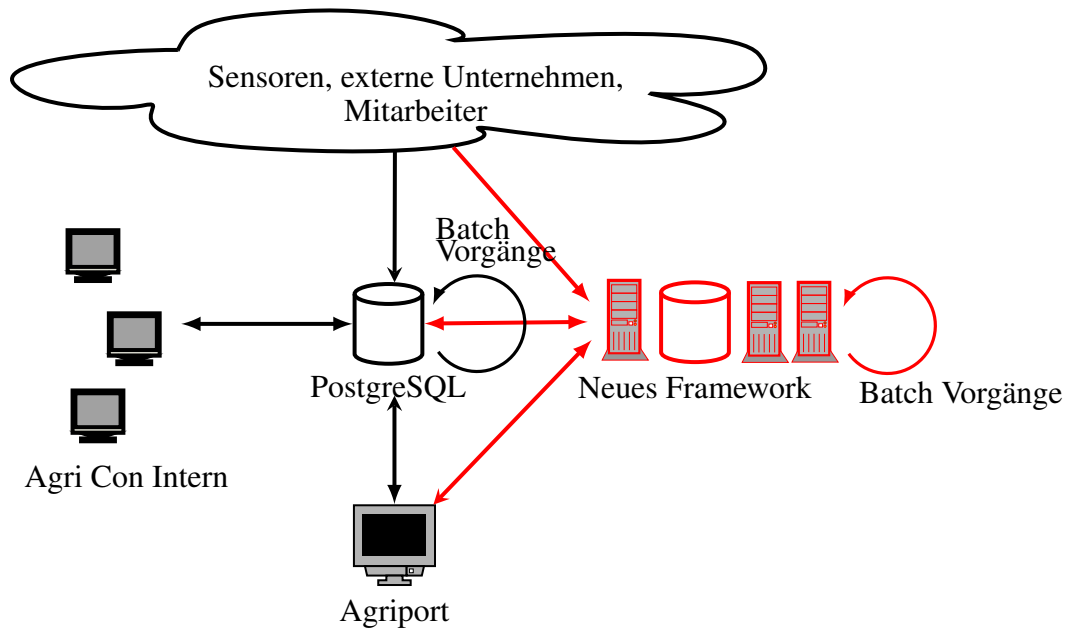 Sensoren, externe Unternehmen,
Mitarbeiter
Batch
Vorgänge
PostgreSQL
Neues Framework
Batch Vorgänge
Agri Con Intern
Agriport